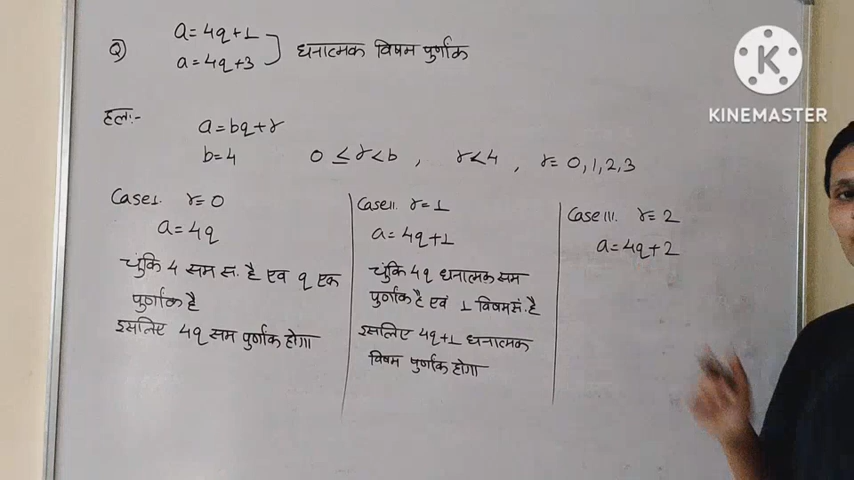 Q) a=4q+1
a=4q+3 ] धनात्मक विषम पुर्णांक
हल:-
a=bq+r
b=4 0 ≤ r < b , r<4 , r= 0,1,2,3
Case I. r=0
a=4q
चुंकि 4 सम सं. है एवं q एक
पुर्णांक है
इसलिए 4q सम पुर्णांक होगा
Case II. r=1
a=4q+1
चुंकि 4q धनात्मक सम
पुर्णांक है एवं 1 विषम सं. है
इसलिए 4q+1 धनात्मक
विषम पुर्णांक होगा
Case III. r=2
a=4q+2
K
KINEMASTER